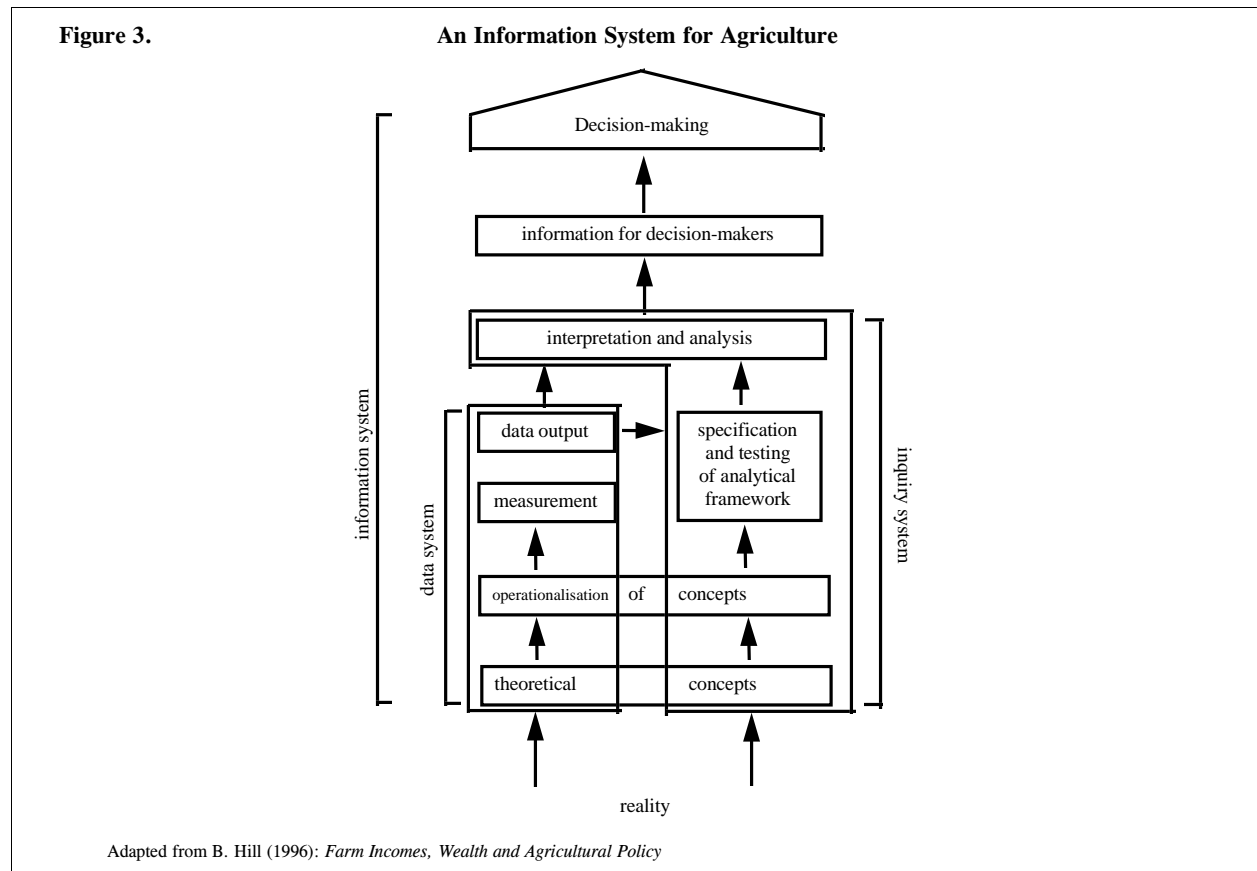 Figure 3. An Information System for Agriculture
Decision-making
information for decision-makers
interpretation and analysis
data output
specification
and testing
of analytical
framework
measurement
operationalisation of concepts
theoretical concepts
reality
information system
data system
inquiry system
Adapted from B. Hill (1996): Farm Incomes, Wealth and Agricultural Policy